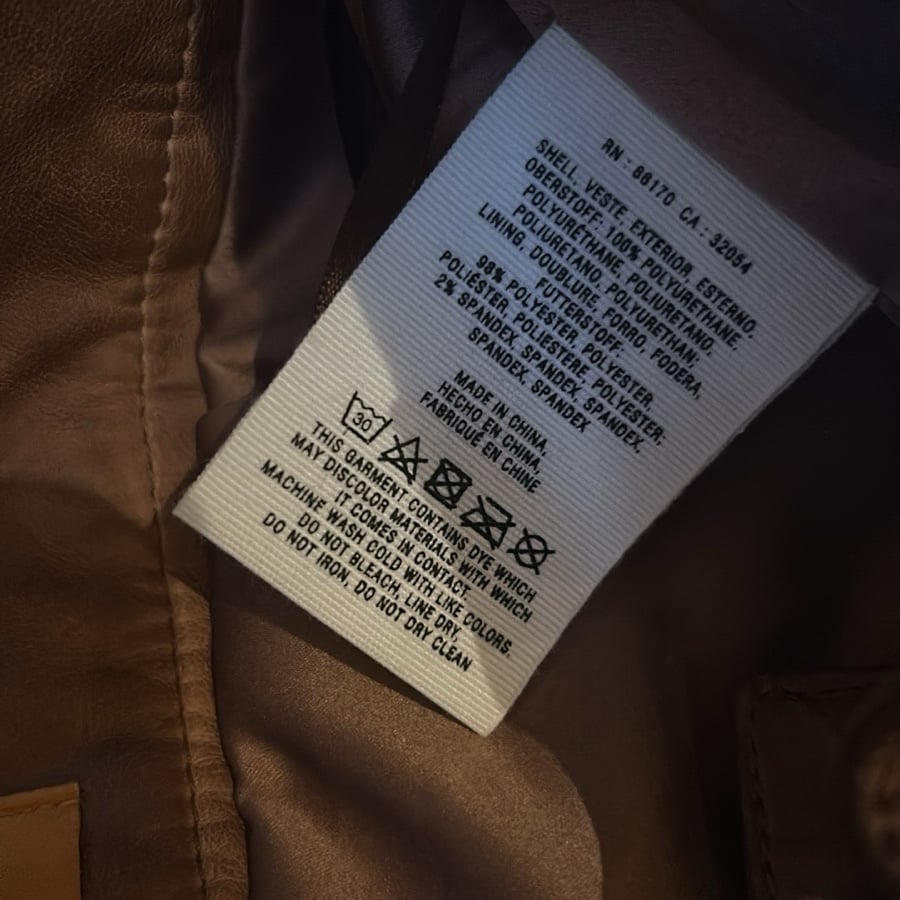 RN : 86170 CA : 32054
SHELL, VESTE, EXTERIOR, ESTERNO,
OBERSTOFF: 100% POLYURETHANE,
POLYURÉTHANE, POLIURETANO,
POLIURETANO, POLYURETHAN.
LINING, DOUBLURE, FORRO, FODERA,
FUTTERSTOFF:
98% POLYESTER, POLYESTER,
POLIÉSTER, POLIESTERE, POLYESTER;
2% SPANDEX, SPANDEX, SPANDEX,
SPANDEX, SPANDEX
MADE IN CHINA,
HECHO EN CHINA,
FABRIQUÉ EN CHINE
30
THIS GARMENT CONTAINS DYE WHICH
MAY DISCOLOR MATERIALS WITH WHICH
IT COMES IN CONTACT.
MACHINE WASH COLD WITH LIKE COLORS.
DO NOT BLEACH, LINE DRY,
DO NOT IRON, DO NOT DRY CLEAN